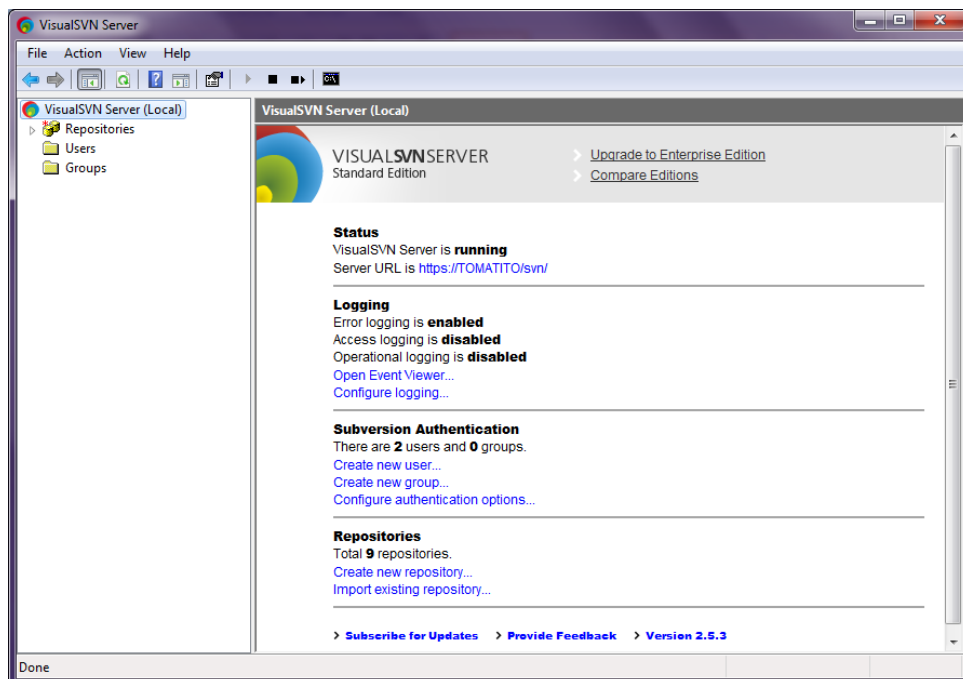 VisualSVN Server
File Action View Help
VisualSVN Server (Local)
Repositories
Users
Groups
VisualSVN Server (Local)
VISUALSVNSERVER
Standard Edition
Upgrade to Enterprise Edition
Compare Editions
Status
VisualSVN Server is running
Server URL is https://TOMATITO/svn/
Logging
Error logging is enabled
Access logging is disabled
Operational logging is disabled
Open Event Viewer...
Configure logging...
Subversion Authentication
There are 2 users and 0 groups.
Create new user...
Create new group...
Configure authentication options...
Repositories
Total 9 repositories.
Create new repository...
Import existing repository...
> Subscribe for Updates > Provide Feedback > Version 2.5.3
Done